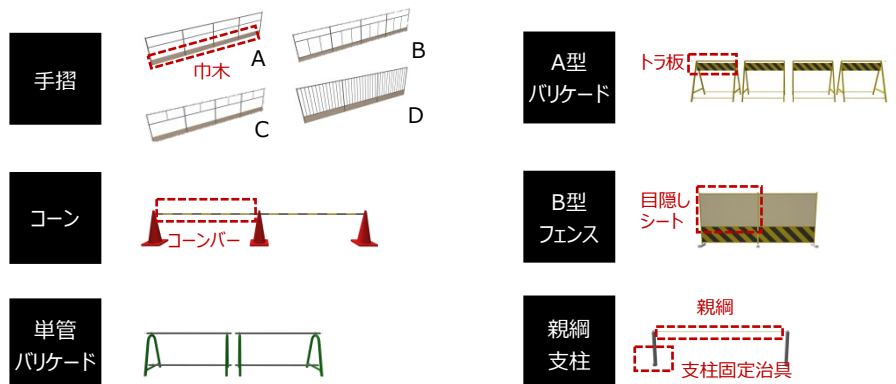 手摺
A
巾木
B
C
D
コーン
コーンバー
単管
バリケード
A型
バリケード
トラ板
B型
フェンス
目隠し
シート
親綱
支柱
親綱
支柱固定治具